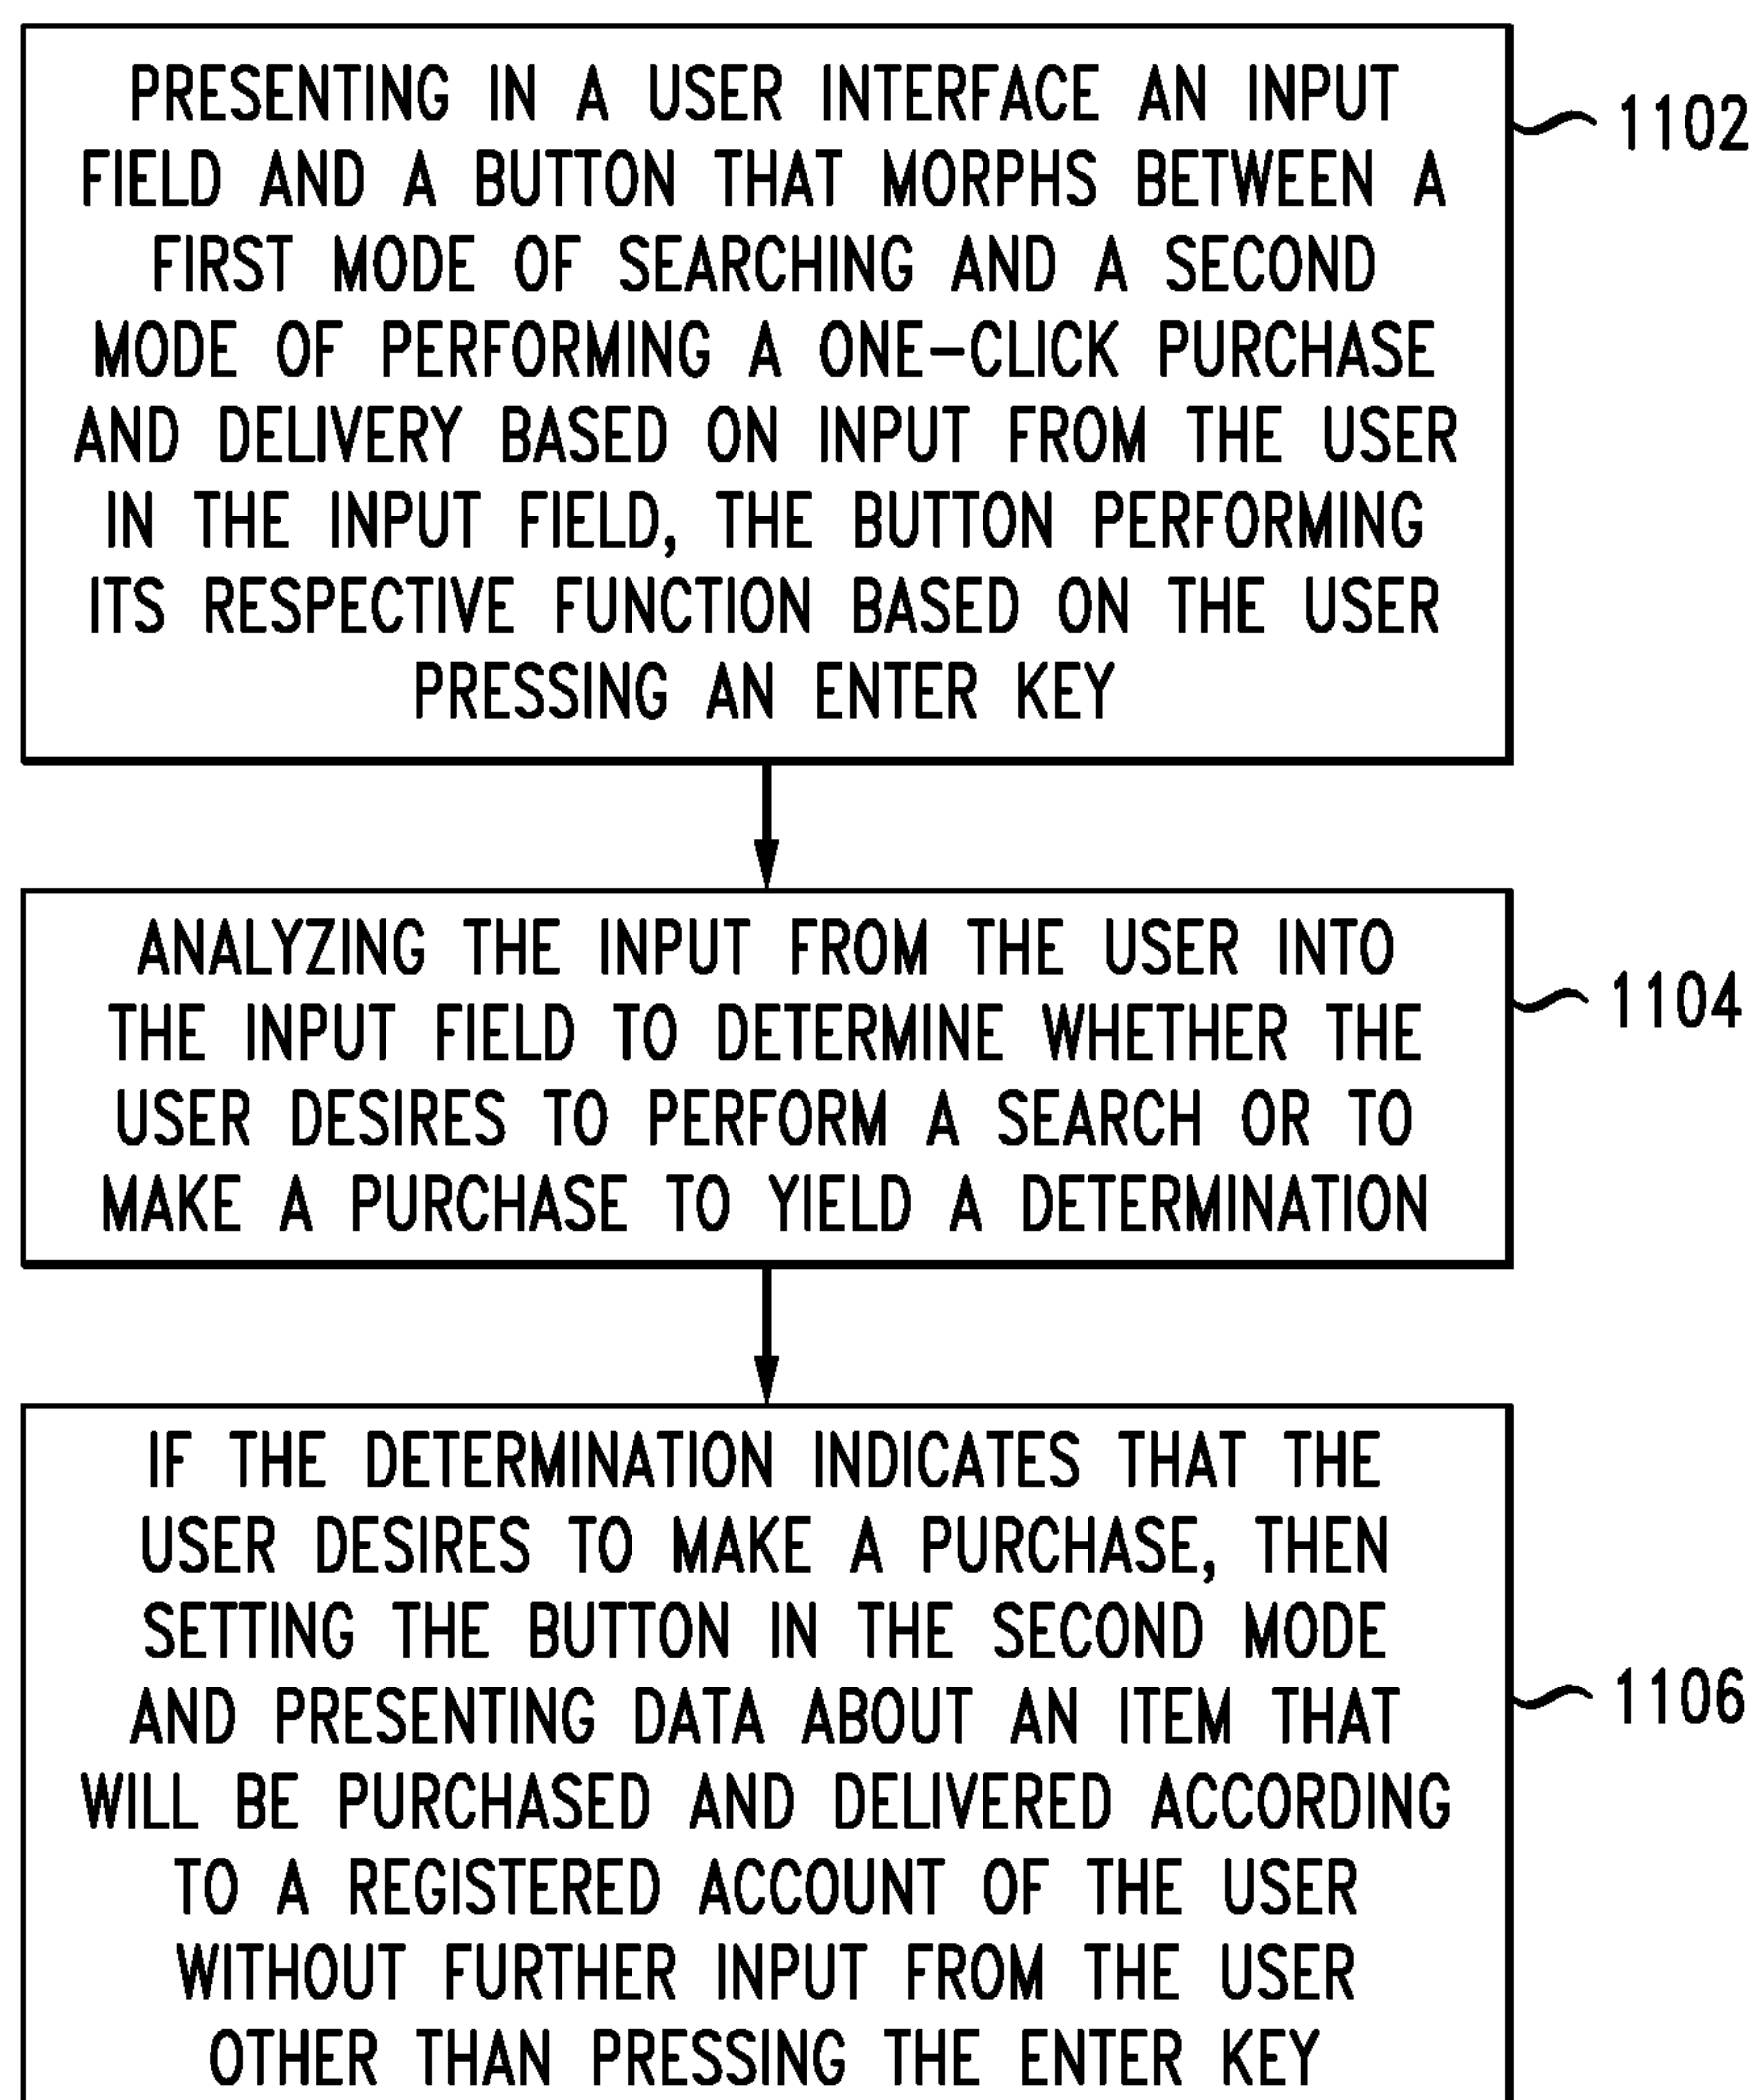 PRESENTING IN A USER INTERFACE AN INPUT
FIELD AND A BUTTON THAT MORPHS BETWEEN A
FIRST MODE OF SEARCHING AND A SECOND
MODE OF PERFORMING A ONE-CLICK PURCHASE
AND DELIVERY BASED ON INPUT FROM THE USER
IN THE INPUT FIELD, THE BUTTON PERFORMING
ITS RESPECTIVE FUNCTION BASED ON THE USER
PRESSING AN ENTER KEY
1102
ANALYZING THE INPUT FROM THE USER INTO
THE INPUT FIELD TO DETERMINE WHETHER THE
USER DESIRES TO PERFORM A SEARCH OR TO
MAKE A PURCHASE TO YIELD A DETERMINATION
1104
IF THE DETERMINATION INDICATES THAT THE
USER DESIRES TO MAKE A PURCHASE, THEN
SETTING THE BUTTON IN THE SECOND MODE
AND PRESENTING DATA ABOUT AN ITEM THAT
WILL BE PURCHASED AND DELIVERED ACCORDING
TO A REGISTERED ACCOUNT OF THE USER
WITHOUT FURTHER INPUT FROM THE USER
OTHER THAN PRESSING THE ENTER KEY
1106